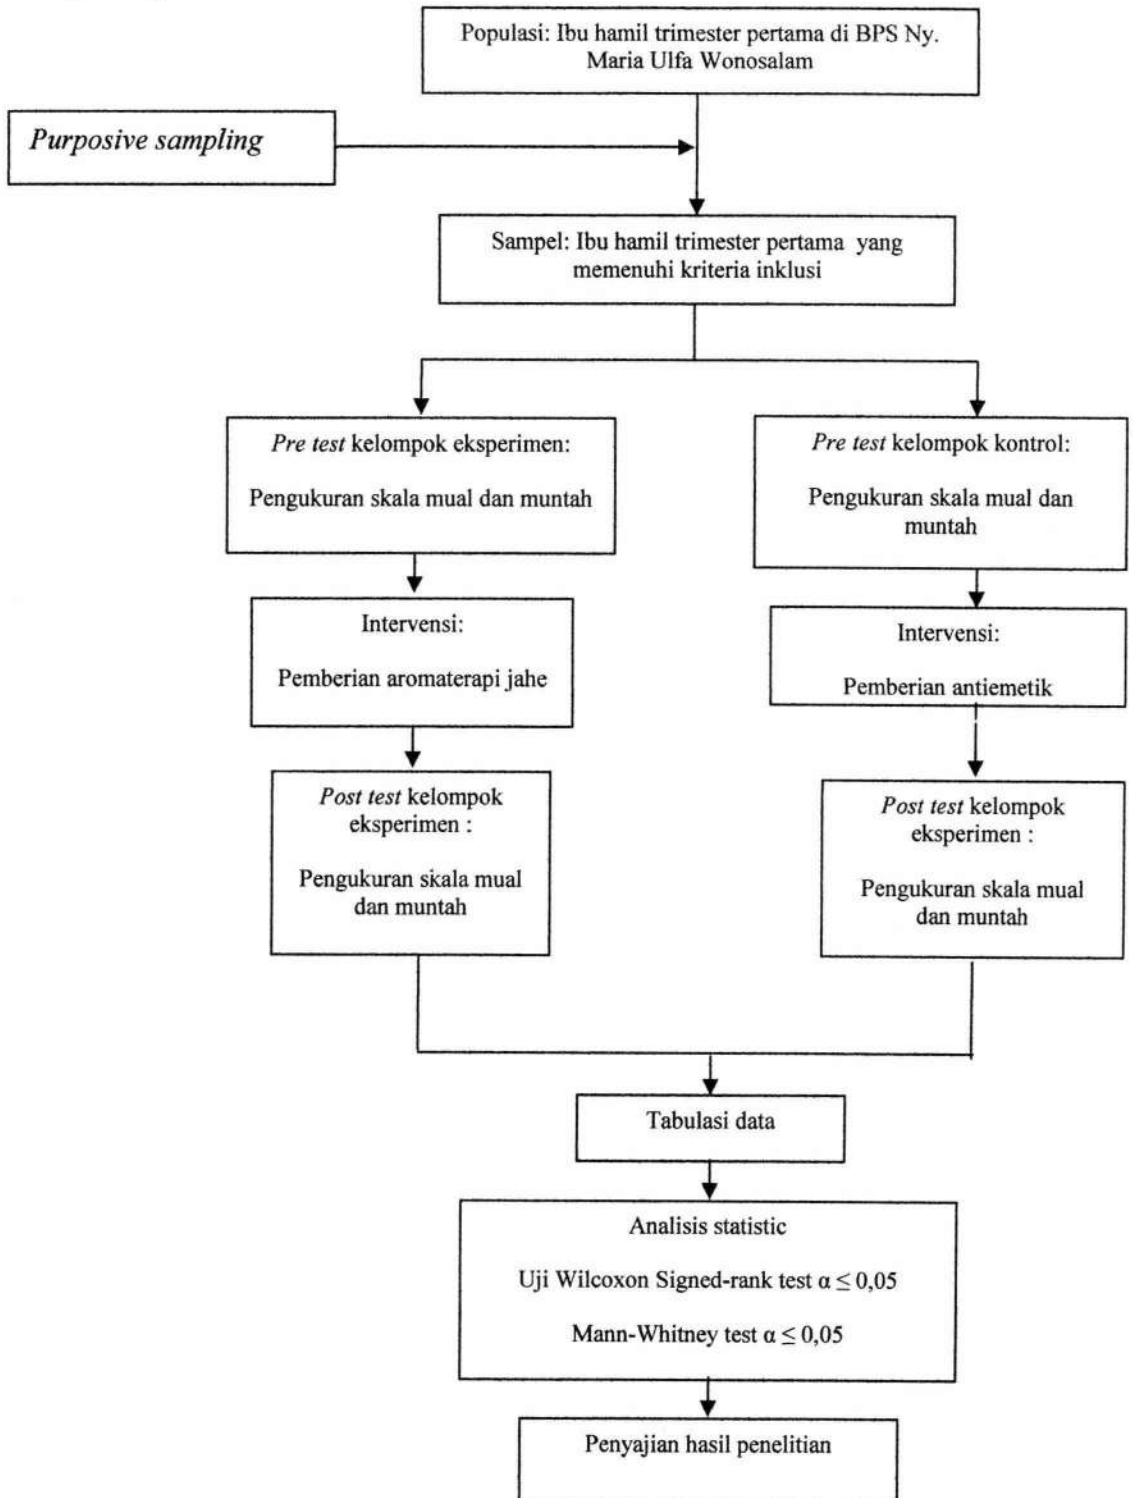 Populasi: Ibu hamil trimester pertama di BPS Ny.
Maria Ulfa Wonosalam
Purposive sampling
Sampel: Ibu hamil trimester pertama yang
memenuhi kriteria inklusi
Pre test kelompok eksperimen:
Pengukuran skala mual dan muntah
Pre test kelompok kontrol:
Pengukuran skala mual dan
muntah
Intervensi:
Pemberian aromaterapi jahe
Intervensi:
Pemberian antiemetik
Post test kelompok
eksperimen :
Pengukuran skala mual
dan muntah
Post test kelompok
eksperimen :
Pengukuran skala mual
dan muntah
Tabulasi data
Analisis statistic
Uji Wilcoxon Signed-rank test α ≤ 0,05
Mann-Whitney test α ≤ 0,05
Penyajian hasil penelitian